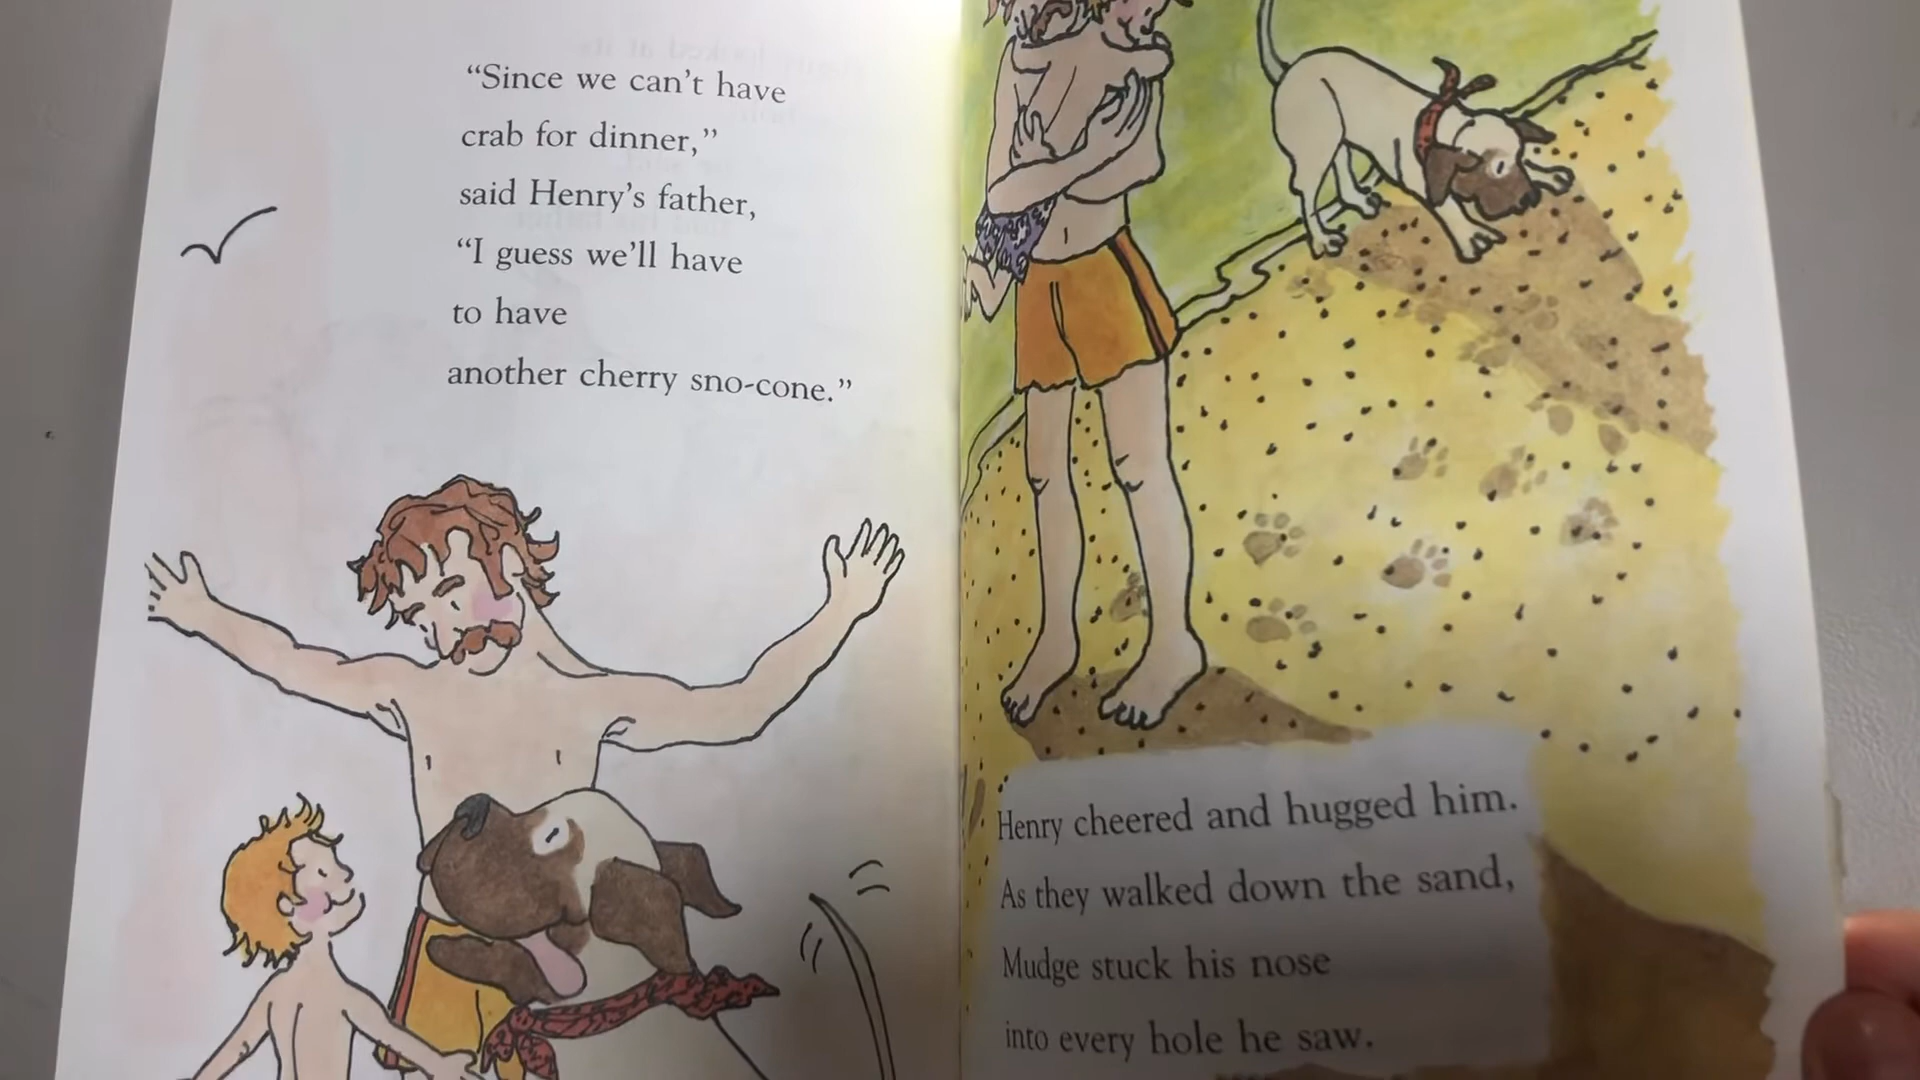 “Since we can’t have
crab for dinner,”
said Henry’s father,
“I guess we’ll have
to have
another cherry sno-cone.”
Henry cheered and hugged him.
As they walked down the sand,
Mudge stuck his nose
into every hole he saw.